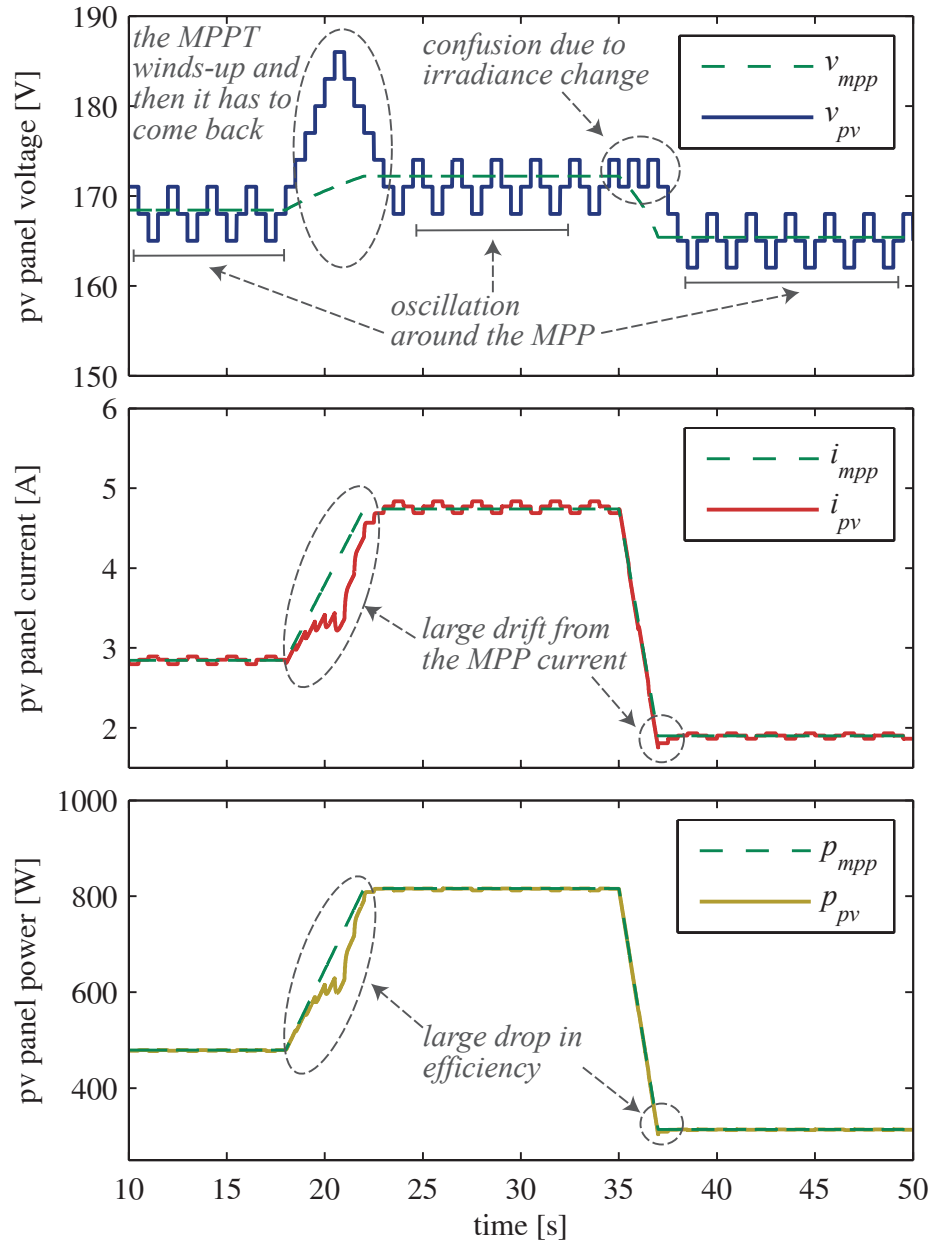 190
180
170
160
150
pv panel voltage [V]
the MPPT
winds-up and
then it has to
come back
confusion due to
irradiance change
v_mpp
v_pv
oscillation
around the MPP
6
5
4
3
2
pv panel current [A]
i_mpp
i_pv
large drift from
the MPP current
1000
800
600
400
pv panel power [W]
p_mpp
p_pv
large drop in
efficiency
10 15 20 25 30 35 40 45 50
time [s]